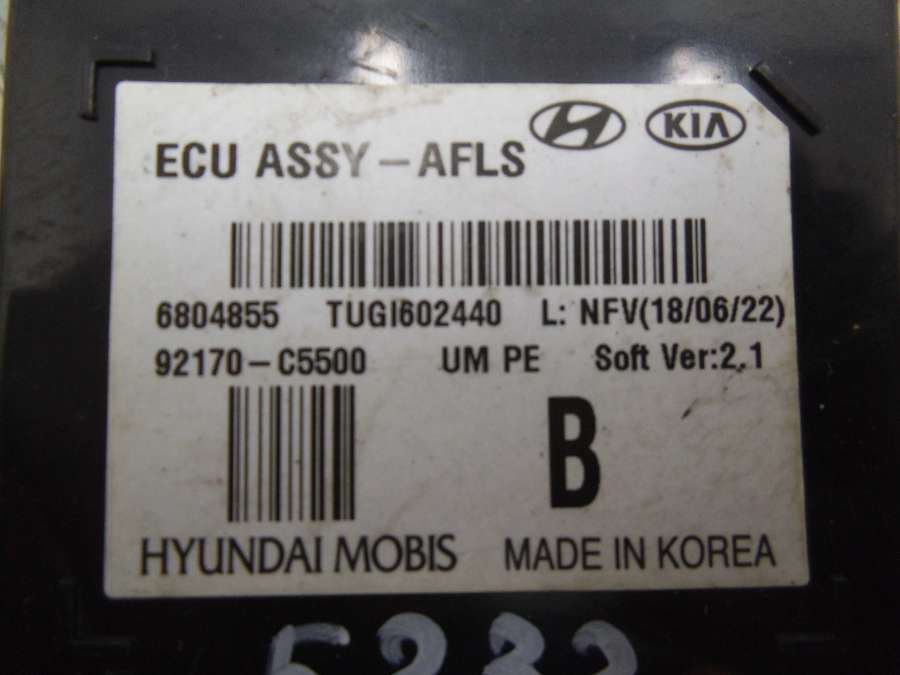 ECU ASSY-AFLS
KIA
6804855 TUGI602440 L: NFV(18/06/22)
92170-C5500 UM PE Soft Ver:2.1
B
HYUNDAI MOBIS MADE IN KOREA